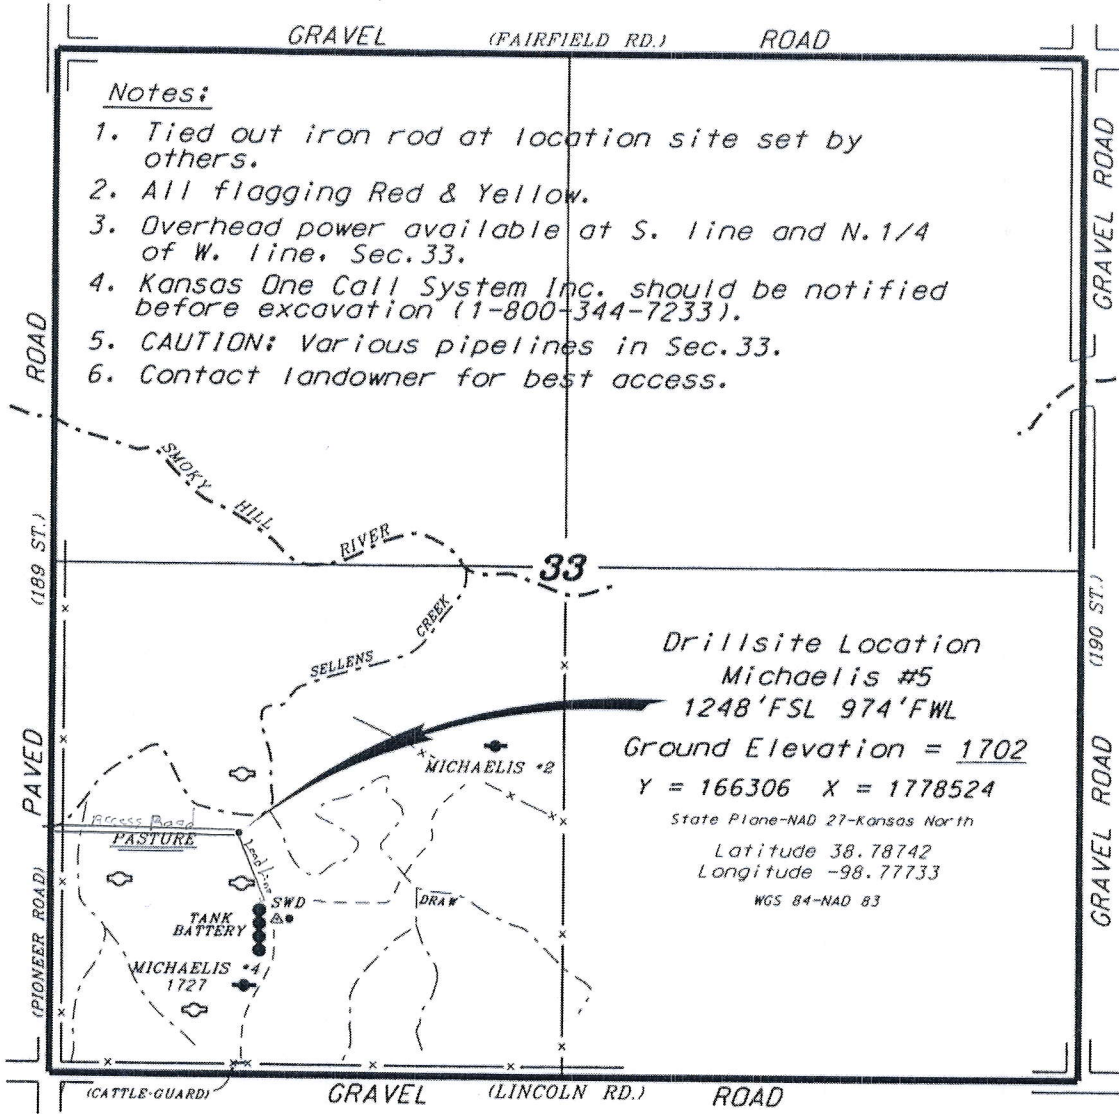 GRAVEL (FAIRFIELD RD.) ROAD
Notes:
1. Tied out iron rod at location site set by
others.
2. All flagging Red & Yellow.
3. Overhead power available at S. line and N.1/4
of W. line, Sec.33.
4. Kansas One Call System Inc. should be notified
before excavation (1-800-344-7233).
5. CAUTION: Various pipelines in Sec.33.
6. Contact landowner for best access.
GRAVEL ROAD
ROAD
(189 ST.)
PAVED
(PIONEER ROAD)
SMOKY
HILL
RIVER
33
CREEK
SELLENS
(190 ST.)
GRAVEL ROAD
Drillsite Location
Michaelis #5
1248'FSL 974'FWL
Ground Elevation = 1702
Y = 166306 X = 1778524
State Plane-NAD 27-Kansas North
Latitude 38.78742
Longitude -98.77733
WGS 84-NAD 83
MICHAELIS #2
Access Road
PASTURE
Lead Line
SWD
DRAW
TANK
BATTERY
MICHAELIS #4
1727
(CATTLE-GUARD)
GRAVEL (LINCOLN RD.) ROAD